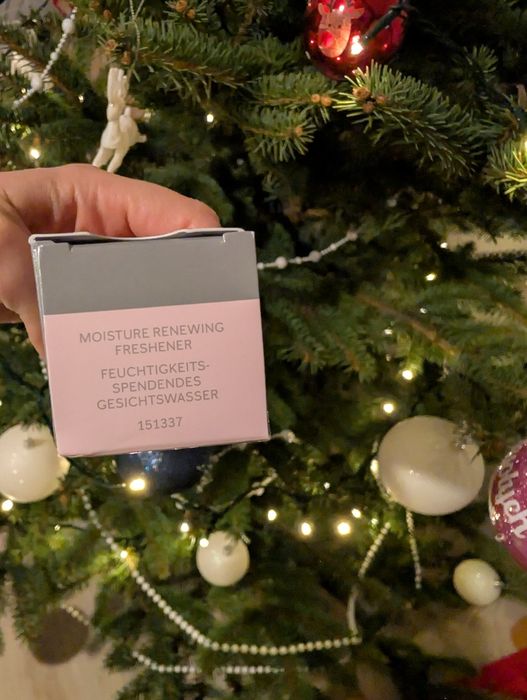 MOISTURE RENEWING
FRESHENER
FEUCHTIGKEITS-
SPENDENDES
GESICHTSWASSER
151337